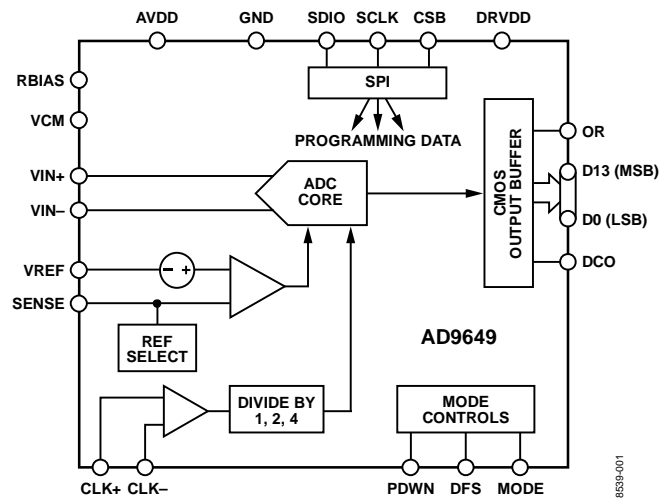 AVDD
GND
SDIO
SCLK
CSB
DRVDD
RBIAS
SPI
VCM
PROGRAMMING DATA
OR
VIN+
ADC
CORE
CMOS
OUTPUT BUFFER
D13 (MSB)
VIN–
D0 (LSB)
VREF
– +
DCO
SENSE
REF
SELECT
AD9649
DIVIDE BY
1, 2, 4
MODE
CONTROLS
CLK+
CLK–
PDWN
DFS
MODE
8539-001